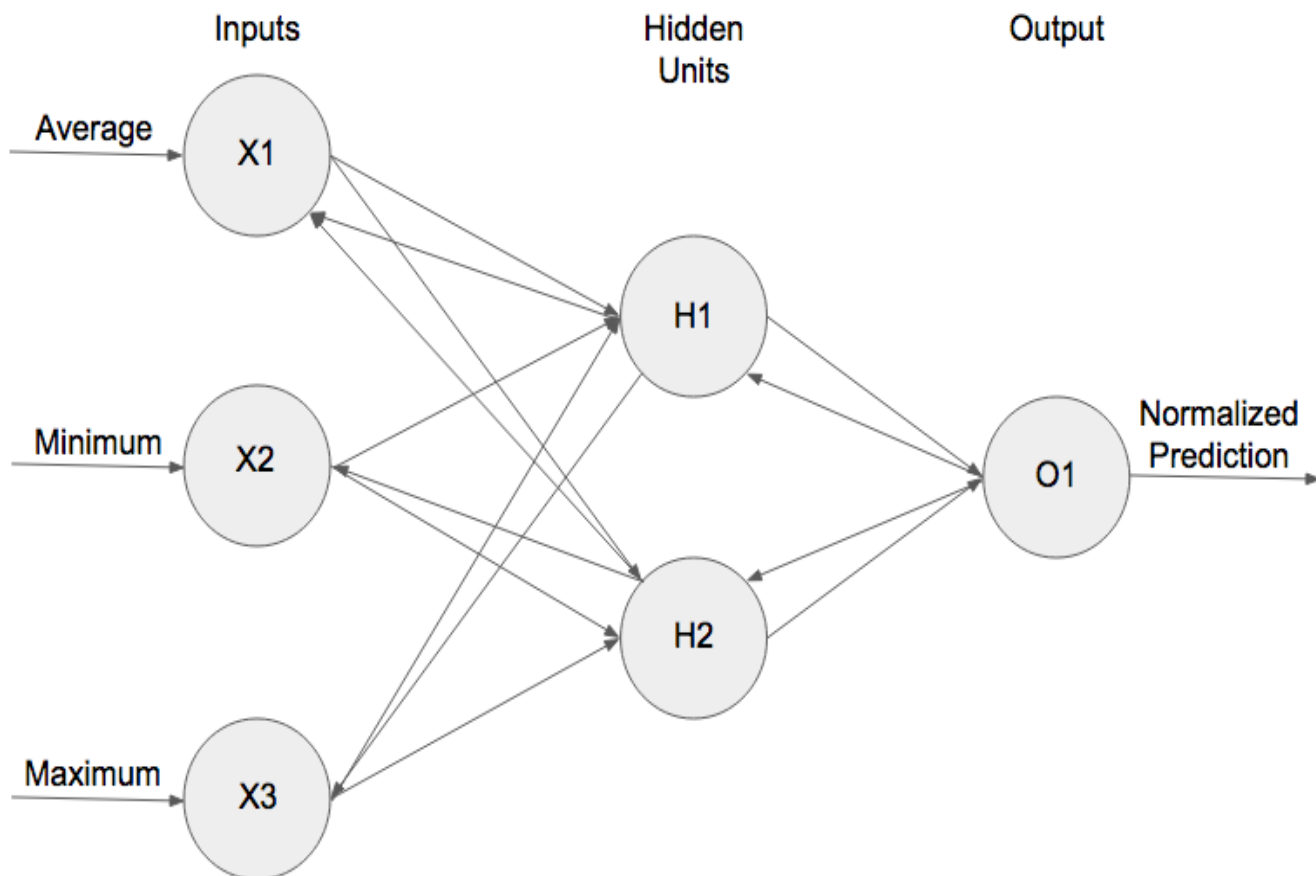 Inputs
Hidden
Units
Output
Average
X1
H1
Minimum
X2
Normalized
Prediction
O1
H2
Maximum
X3